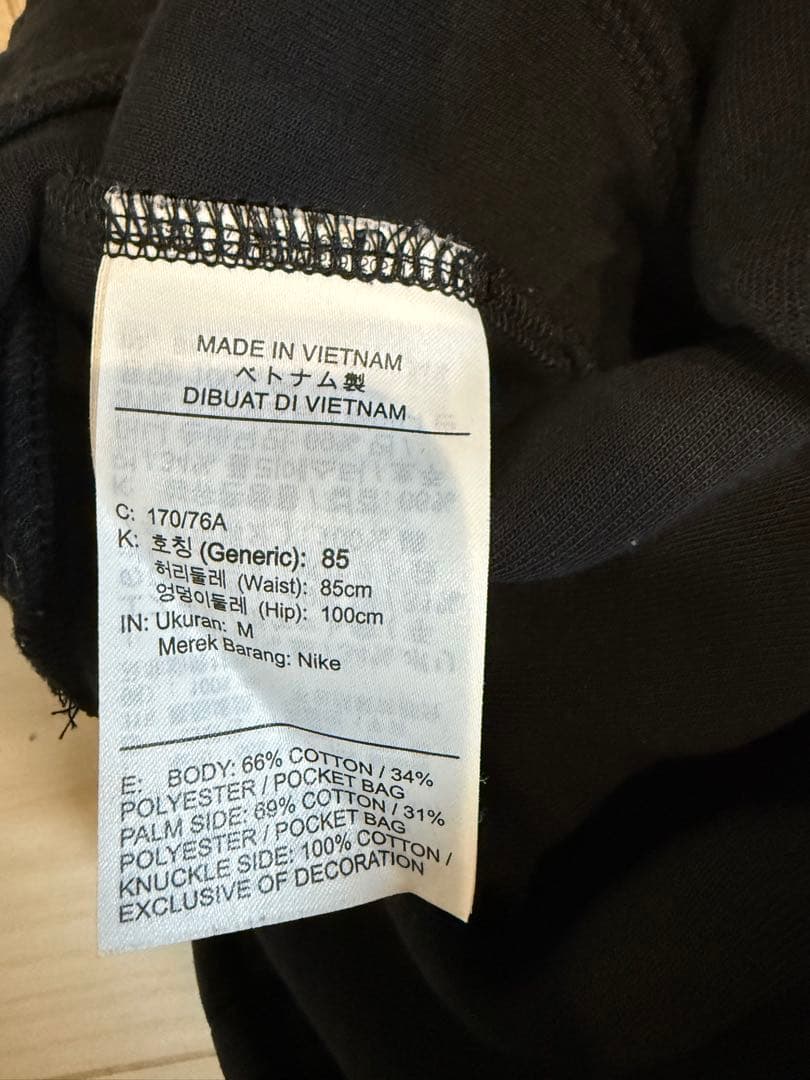 MADE IN VIETNAM
ベトナム製
DIBUAT DI VIETNAM
C: 170/76A
K: 호칭 (Generic): 85
허리둘레 (Waist): 85cm
엉덩이둘레 (Hip): 100cm
IN: Ukuran: M
Merek Barang: Nike
E: BODY: 66% COTTON / 34%
POLYESTER / POCKET BAG
PALM SIDE: 69% COTTON / 31%
POLYESTER / POCKET BAG
KNUCKLE SIDE: 100% COTTON /
EXCLUSIVE OF DECORATION